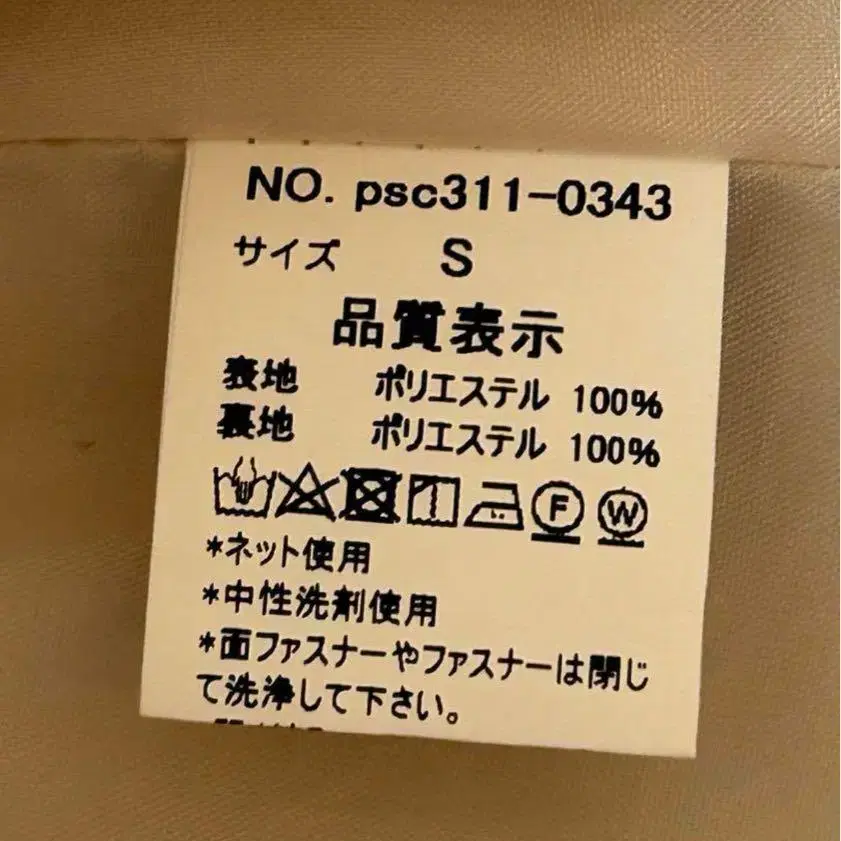 NO. psc311-0343
サイズ S
品質表示
表地 ポリエステル 100%
裏地 ポリエステル 100%
F W
*ネット使用
*中性洗剤使用
*面ファスナーやファスナーは閉じ
て洗浄して下さい。